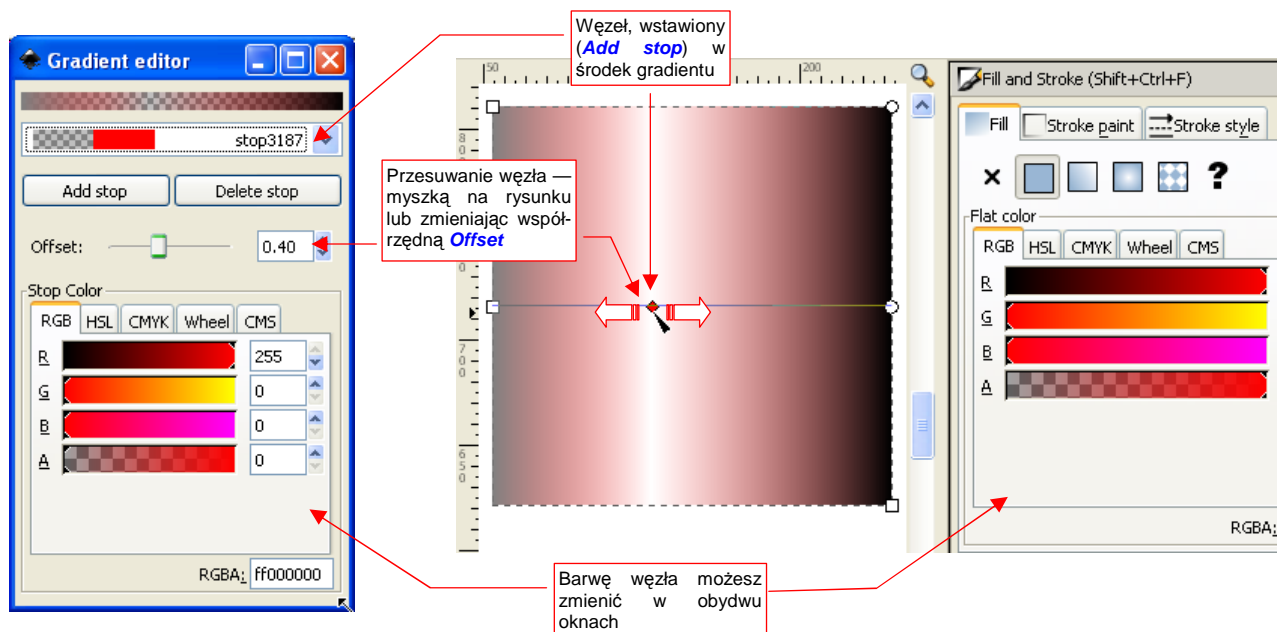 Węzeł, wstawiony
(Add stop) w
środek gradientu
Gradient editor
stop3187
Add stop
Delete stop
Offset:
0.40
Stop Color
RGB
HSL
CMYK
Wheel
CMS
R
255
G
0
B
0
A
0
RGBA:
ff000000
Przesuwanie węzła —
myszką na rysunku
lub zmieniając współ-
rzędną Offset
50
200
700
650
Fill and Stroke (Shift+Ctrl+F)
Fill
Stroke paint
Stroke style
?
Flat color
RGB
HSL
CMYK
Wheel
CMS
R
G
B
A
RGBA:
Barwę węzła możesz
zmienić w obydwu
oknach